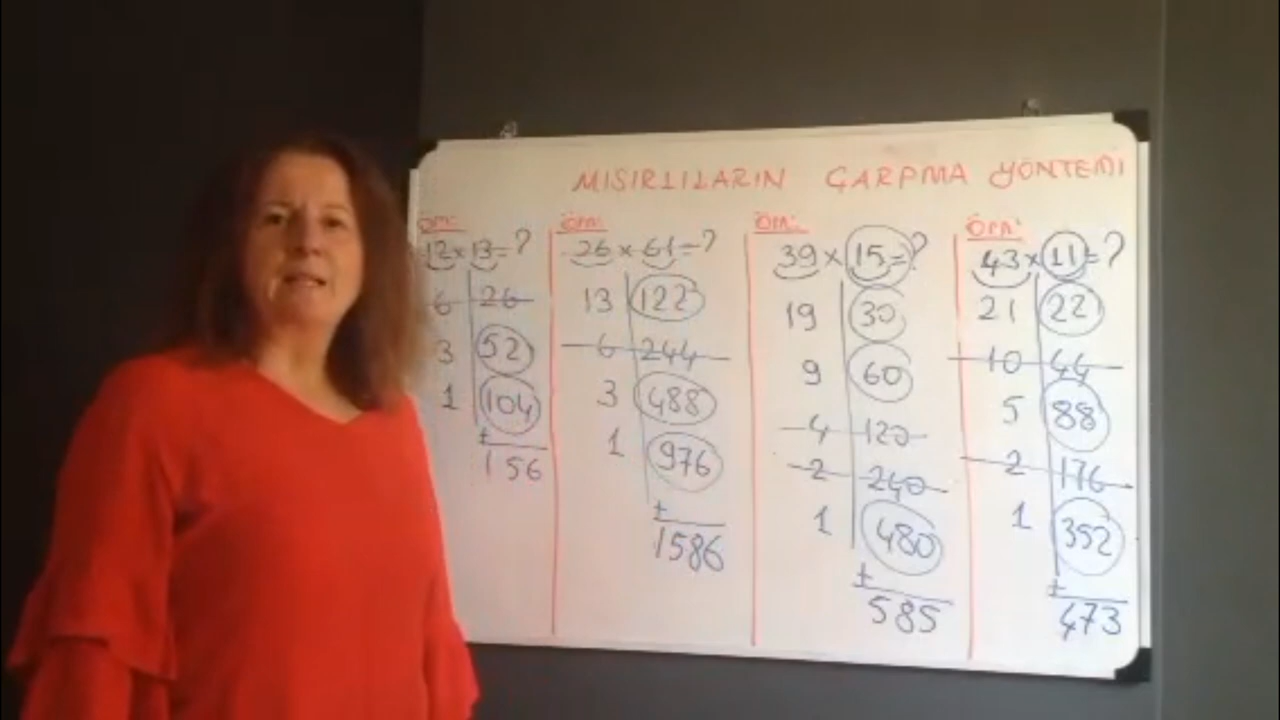 MISIRLILARIN ÇARPMA YÖNTEMİ
Örn:
12 x 13 = ?
6 26
3 52
1 104
+
156
Örn:
26 x 61 = ?
13 122
6 244
3 488
1 976
+
1586
Örn:
39 x 15 = ?
19 30
9 60
4 120
2 240
1 480
+
585
Örn:
43 x 11 = ?
21 22
10 44
5 88
2 176
1 352
+
473